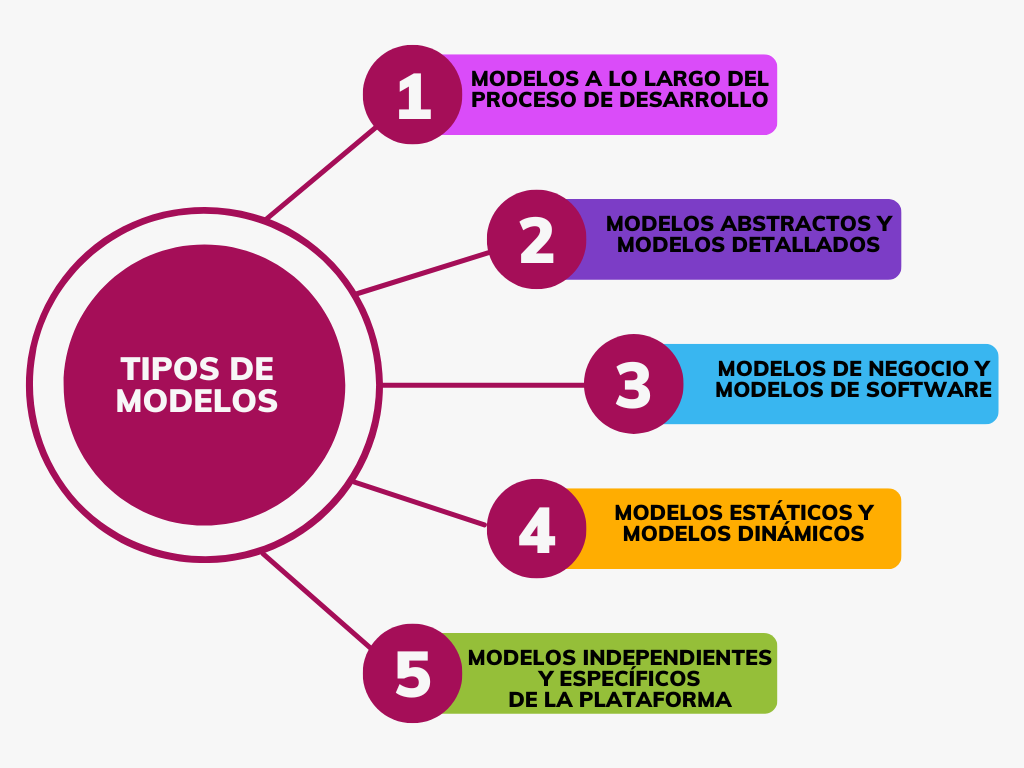 TIPOS DE
MODELOS
1
MODELOS A LO LARGO DEL
PROCESO DE DESARROLLO
2
MODELOS ABSTRACTOS Y
MODELOS DETALLADOS
3
MODELOS DE NEGOCIO Y
MODELOS DE SOFTWARE
4
MODELOS ESTÁTICOS Y
MODELOS DINÁMICOS
5
MODELOS INDEPENDIENTES
Y ESPECÍFICOS
DE LA PLATAFORMA